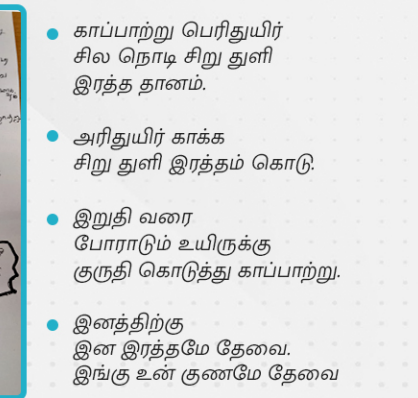 காப்பாற்று பெரிதுயிர்
சில நொடி சிறு துளி
இரத்த தானம்.
அரிதுயிர் காக்க
சிறு துளி இரத்தம் கொடு.
இறுதி வரை
போராடும் உயிருக்கு
குருதி கொடுத்து காப்பாற்று.
இனத்திற்கு
இன இரத்தமே தேவை.
இங்கு உன் குணமே தேவை